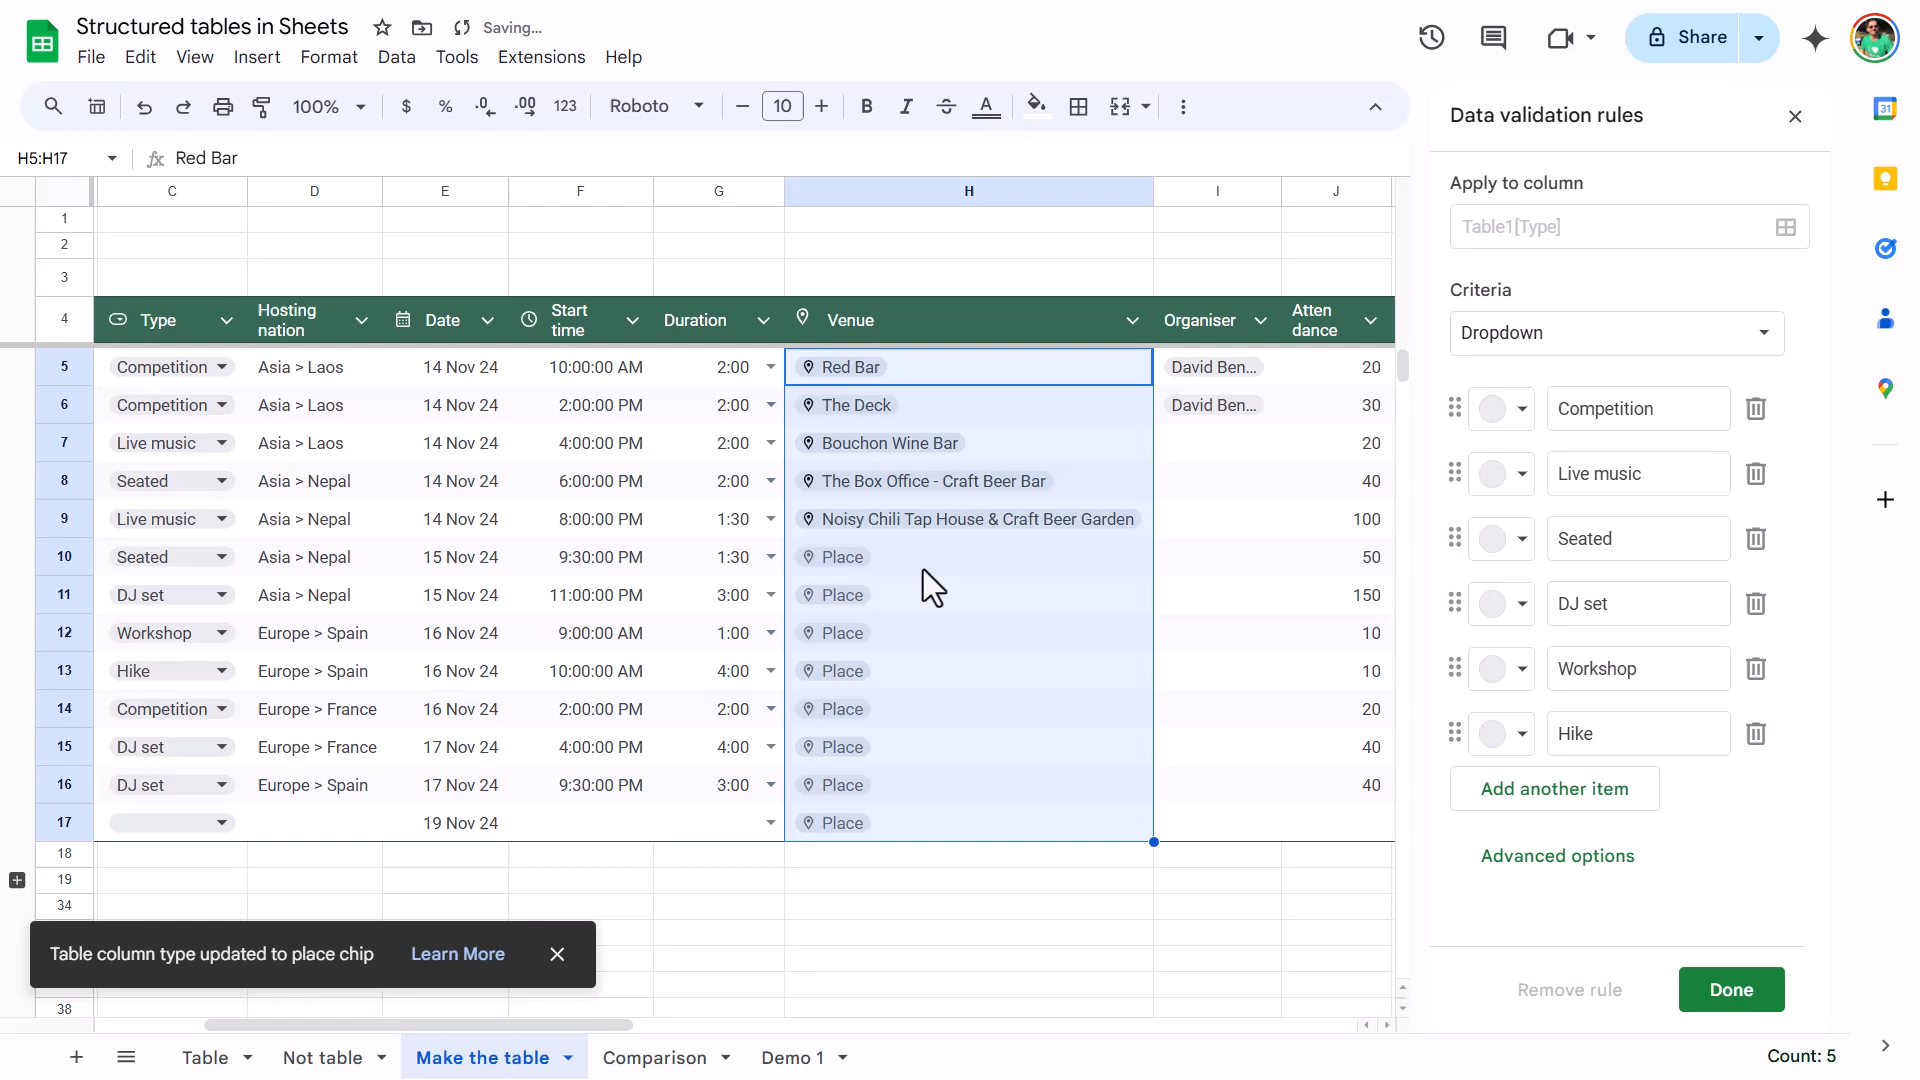 Structured tables in Sheets Saving...
File Edit View Insert Format Data Tools Extensions Help
Share
100% $ % .0 .00 123 Roboto 10 B I S A
H5:H17 fx Red Bar
C D E F G H I J
1
2
3
4 Type Hosting nation Date Start time Duration Venue Organiser Atten dance
5 Competition Asia > Laos 14 Nov 24 10:00:00 AM 2:00 Red Bar David Ben... 20
6 Competition Asia > Laos 14 Nov 24 2:00:00 PM 2:00 The Deck David Ben... 30
7 Live music Asia > Laos 14 Nov 24 4:00:00 PM 2:00 Bouchon Wine Bar 20
8 Seated Asia > Nepal 14 Nov 24 6:00:00 PM 2:00 The Box Office - Craft Beer Bar 40
9 Live music Asia > Nepal 14 Nov 24 8:00:00 PM 1:30 Noisy Chili Tap House & Craft Beer Garden 100
10 Seated Asia > Nepal 15 Nov 24 9:30:00 PM 1:30 Place 50
11 DJ set Asia > Nepal 15 Nov 24 11:00:00 PM 3:00 Place 150
12 Workshop Europe > Spain 16 Nov 24 9:00:00 AM 1:00 Place 10
13 Hike Europe > Spain 16 Nov 24 10:00:00 AM 4:00 Place 10
14 Competition Europe > France 16 Nov 24 2:00:00 PM 2:00 Place 20
15 DJ set Europe > France 17 Nov 24 4:00:00 PM 4:00 Place 40
16 DJ set Europe > Spain 17 Nov 24 9:30:00 PM 3:00 Place 40
17 19 Nov 24 Place
18
19
34
Table column type updated to place chip Learn More
38
Table Not table Make the table Comparison Demo 1 Count: 5
Data validation rules
Apply to column
Table1[Type]
Criteria
Dropdown
Competition
Live music
Seated
DJ set
Workshop
Hike
Add another item
Advanced options
Remove rule Done
31